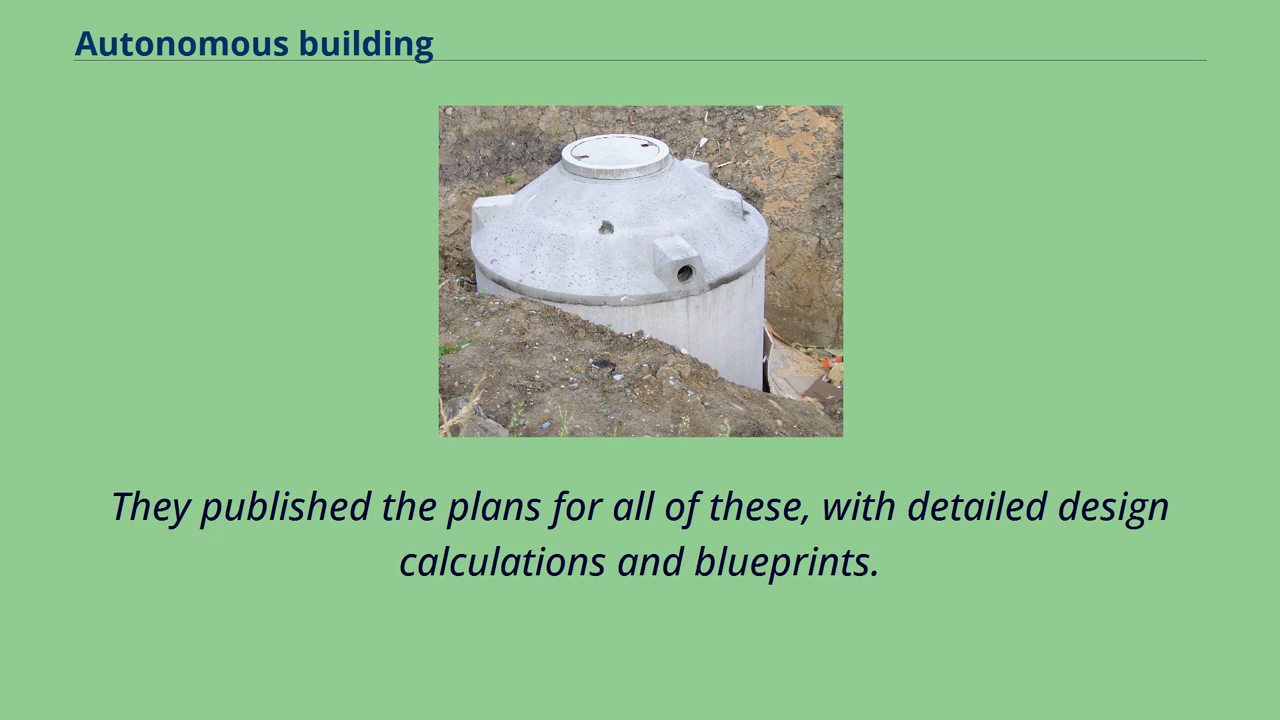 Autonomous building
They published the plans for all of these, with detailed design
calculations and blueprints.